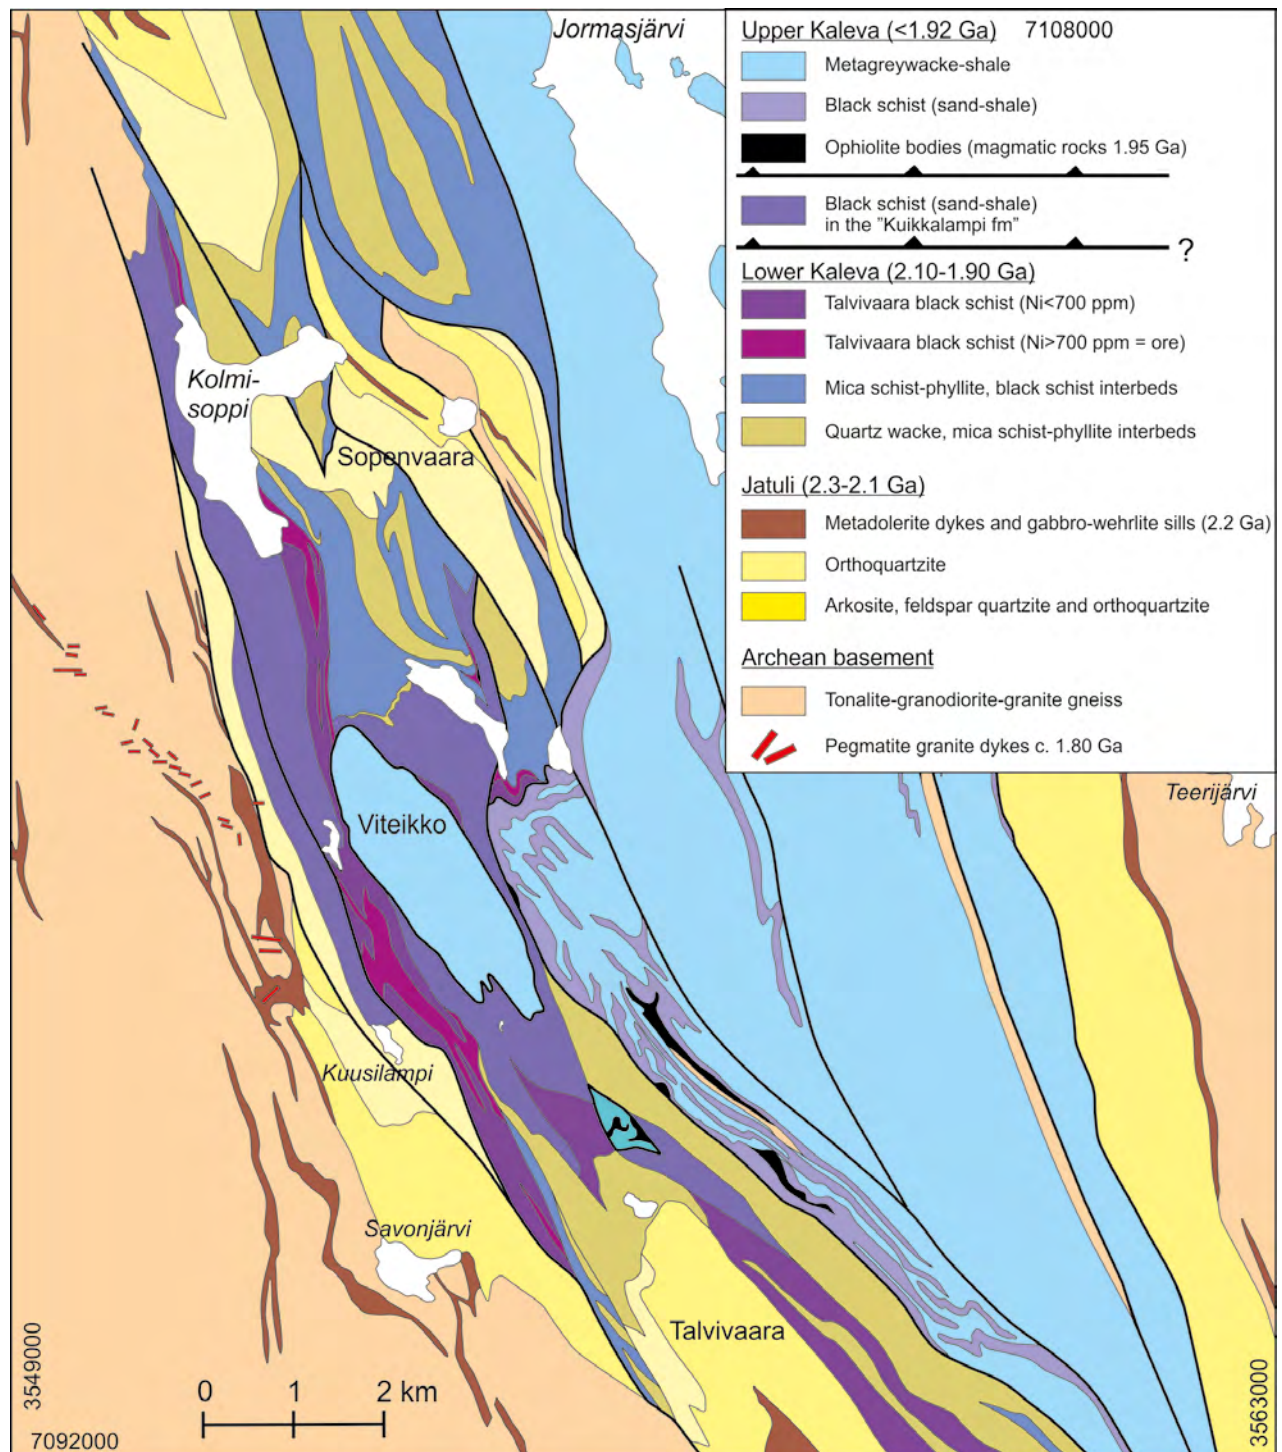 Jormasjärvi
Upper Kaleva (<1.92 Ga) 7108000
Metagreywacke-shale
Black schist (sand-shale)
Ophiolite bodies (magmatic rocks 1.95 Ga)
Black schist (sand-shale)
in the "Kuikkalampi fm"
?
Lower Kaleva (2.10-1.90 Ga)
Talvivaara black schist (Ni<700 ppm)
Talvivaara black schist (Ni>700 ppm = ore)
Mica schist-phyllite, black schist interbeds
Quartz wacke, mica schist-phyllite interbeds
Jatuli (2.3-2.1 Ga)
Metadolerite dykes and gabbro-wehrlite sills (2.2 Ga)
Orthoquartzite
Arkosite, feldspar quartzite and orthoquartzite
Archean basement
Tonalite-granodiorite-granite gneiss
Pegmatite granite dykes c. 1.80 Ga
Kolmi-
soppi
Sopenvaara
Teerijärvi
Viteikko
Kuusilampi
Savonjärvi
Talvivaara
0 1 2 km
3549000
7092000
3563000